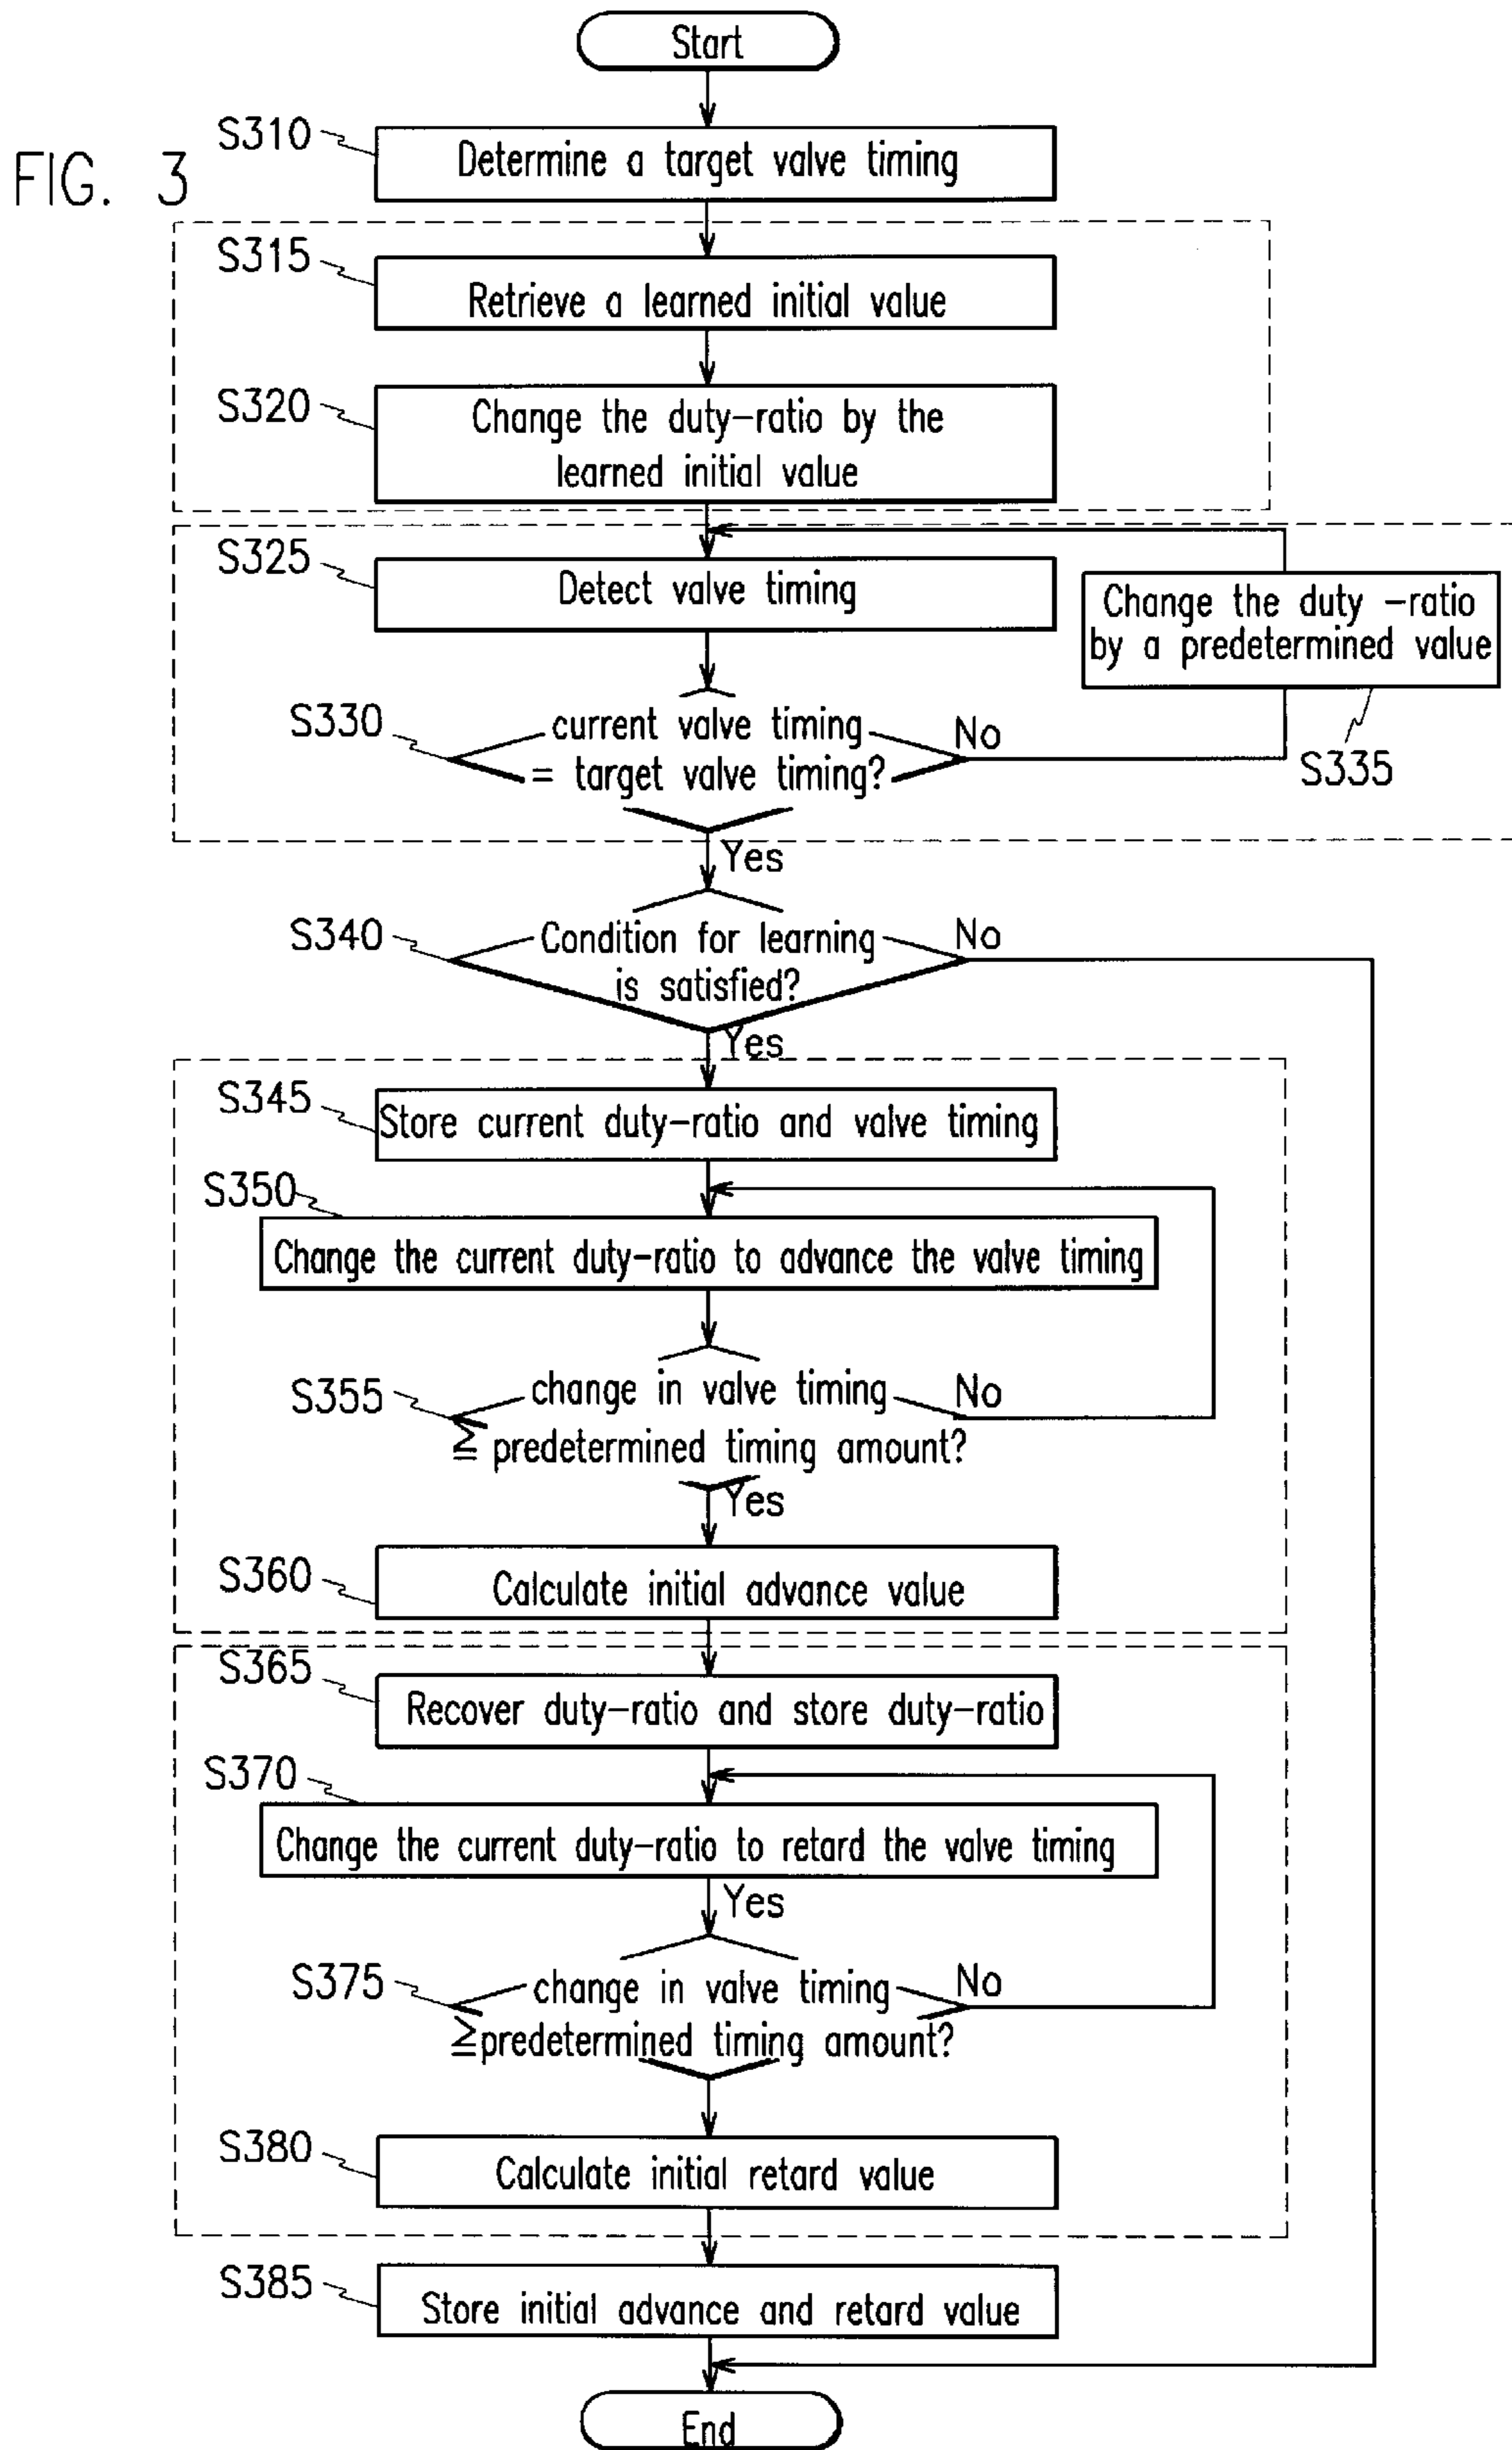 Start
FIG. 3
S310
Determine a target valve timing
S315
Retrieve a learned initial value
S320
Change the duty-ratio by the
learned initial value
S325
Detect valve timing
Change the duty -ratio
by a predetermined value
S330
current valve timing
= target valve timing?
No
S335
Yes
S340
Condition for learning
is satisfied?
No
Yes
S345
Store current duty-ratio and valve timing
S350
Change the current duty-ratio to advance the valve timing
S355
change in valve timing
≧ predetermined timing amount?
No
Yes
S360
Calculate initial advance value
S365
Recover duty-ratio and store duty-ratio
S370
Change the current duty-ratio to retard the valve timing
Yes
S375
change in valve timing
≧predetermined timing amount?
No
S380
Calculate initial retard value
S385
Store initial advance and retard value
End